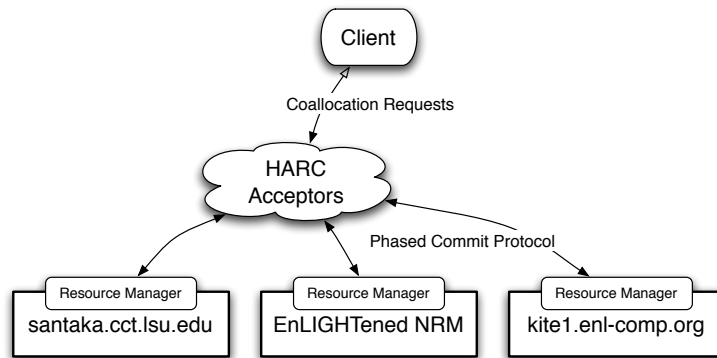 Client
Coallocation Requests
HARC
Acceptors
Phased Commit Protocol
Resource Manager
santaka.cct.lsu.edu
Resource Manager
EnLIGHTened NRM
Resource Manager
kite1.enl-comp.org